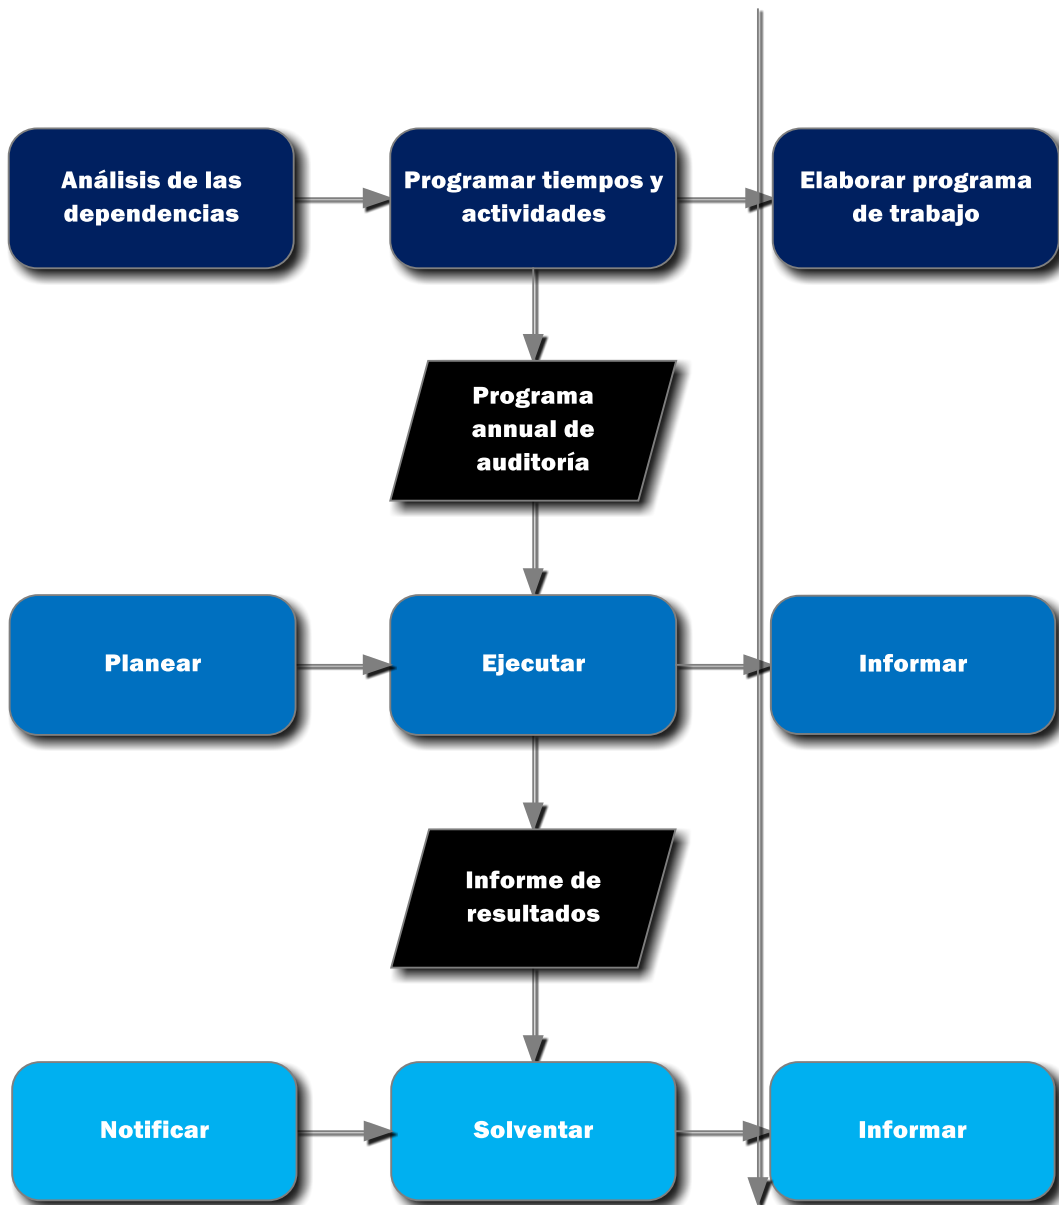 Análisis de las
dependencias
Programar tiempos y
actividades
Elaborar programa
de trabajo
Programa
annual de
auditoría
Planear
Ejecutar
Informar
Informe de
resultados
Notificar
Solventar
Informar